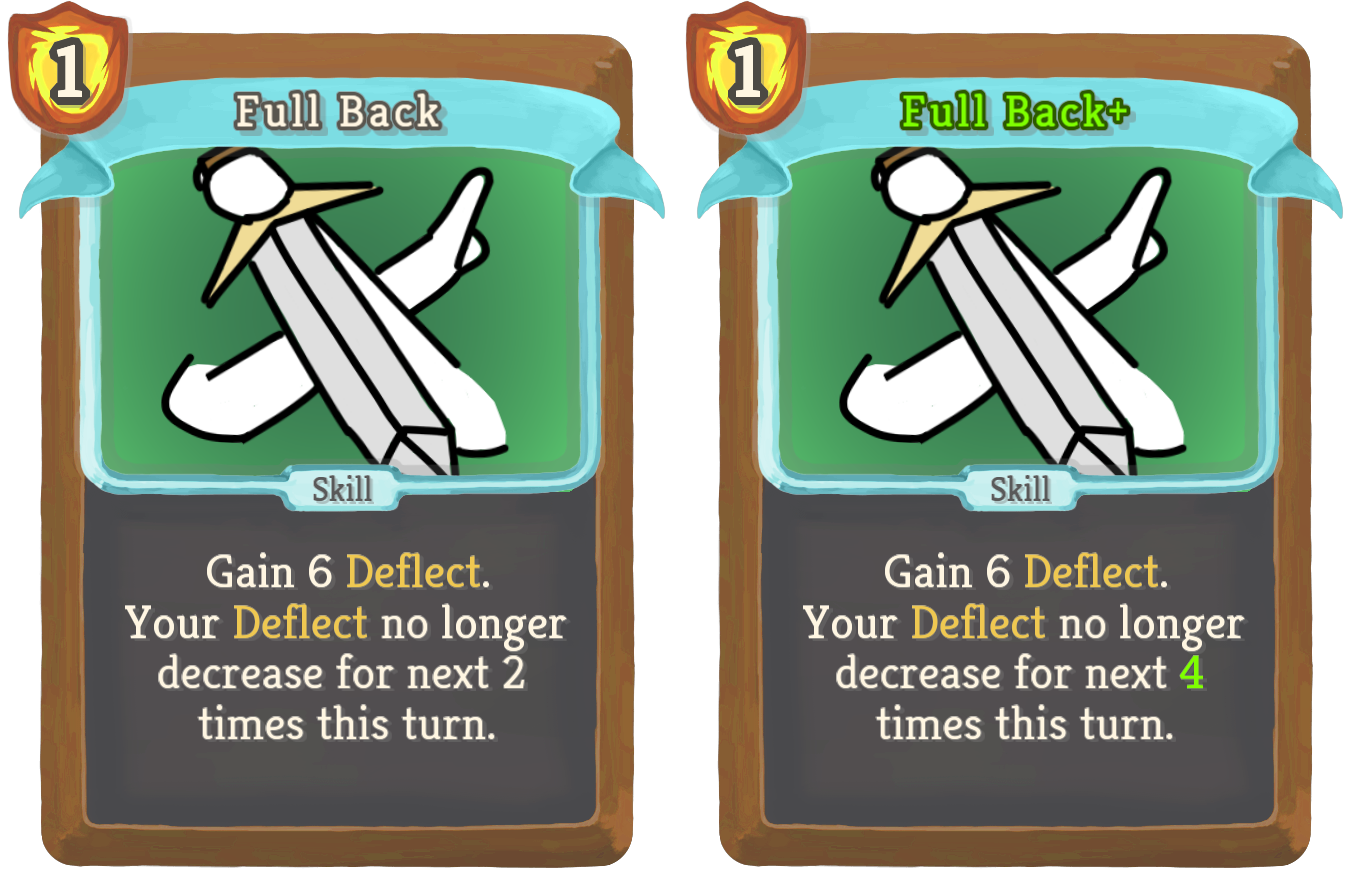 1
Full Back
Skill
Gain 6 Deflect.
Your Deflect no longer
decrease for next 2
times this turn.
1
Full Back+
Skill
Gain 6 Deflect.
Your Deflect no longer
decrease for next 4
times this turn.